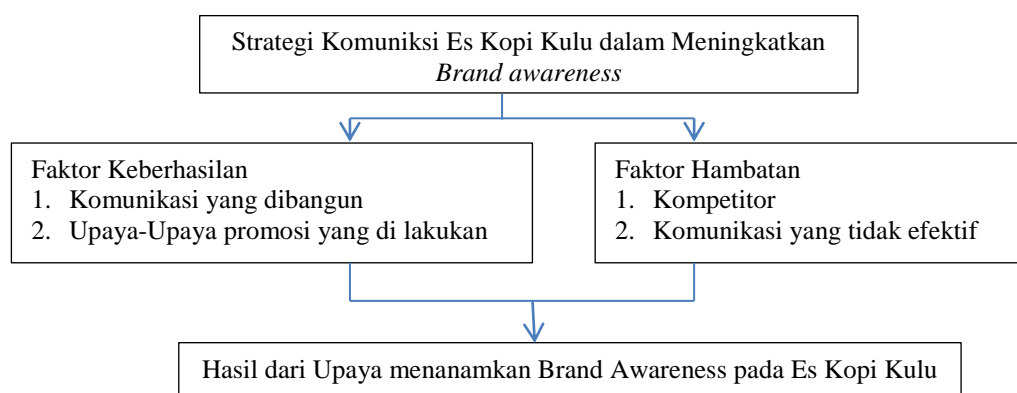 Strategi Komuniksi Es Kopi Kulu dalam Meningkatkan
Brand awareness
Faktor Keberhasilan
1. Komunikasi yang dibangun
2. Upaya-Upaya promosi yang di lakukan
Faktor Hambatan
1. Kompetitor
2. Komunikasi yang tidak efektif
Hasil dari Upaya menanamkan Brand Awareness pada Es Kopi Kulu